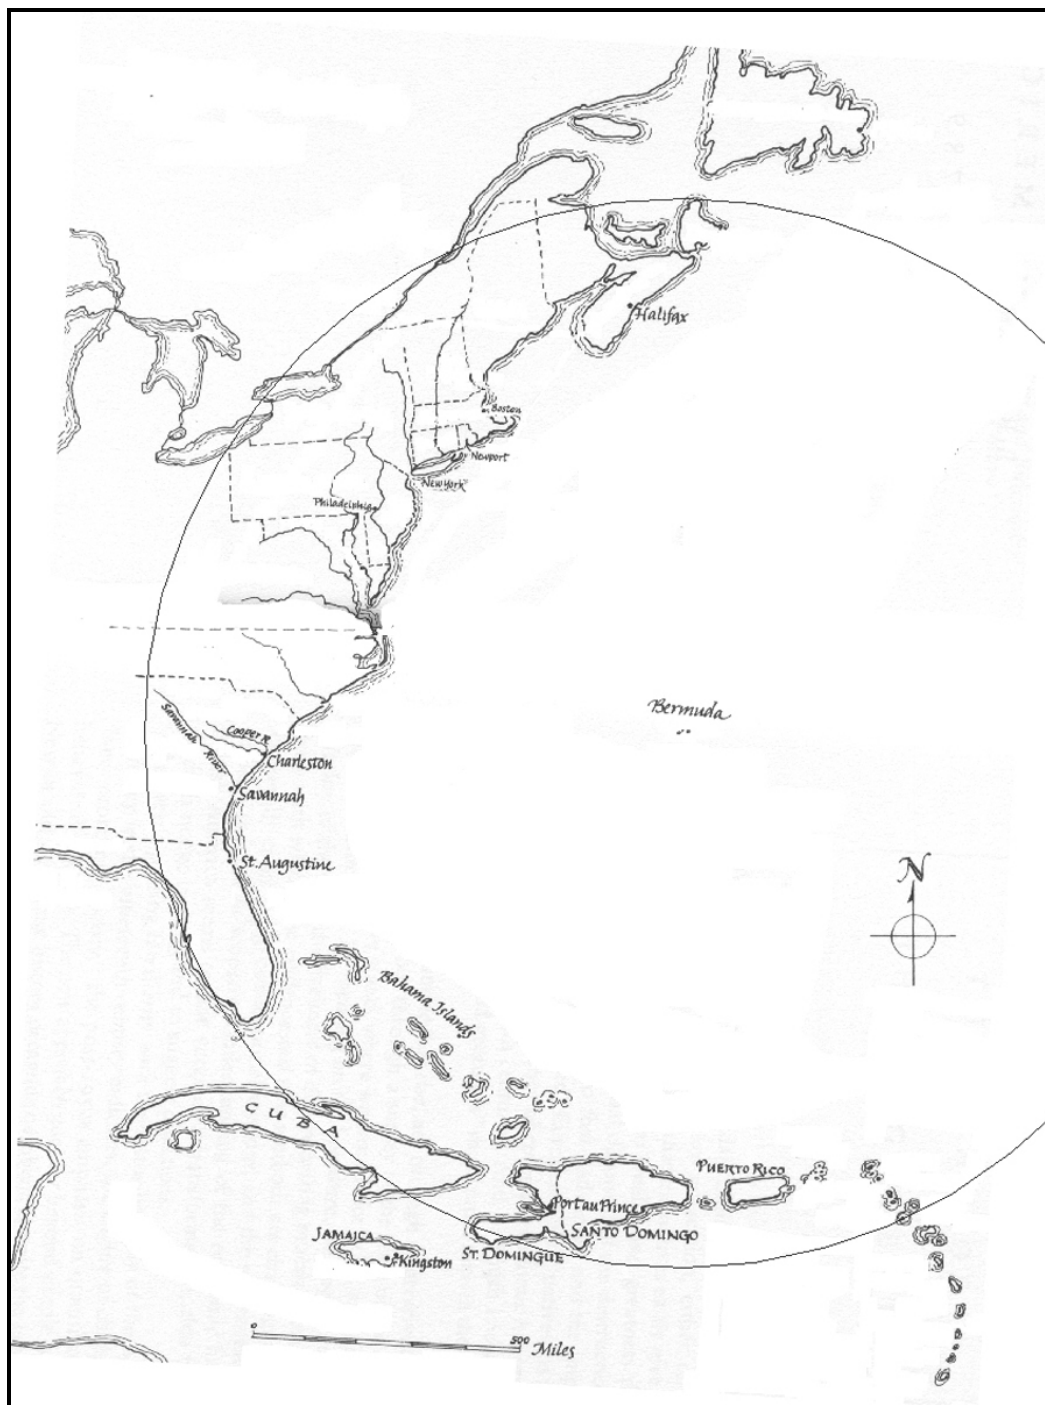 Halifax
Boston
Newport
New York
Philadelphia
Bermuda
Savannah River
Cooper R.
Charleston
Savannah
St. Augustine
N
Bahama Islands
CUBA
PUERTO RICO
Port au Prince
SANTO DOMINGO
JAMAICA
ST. DOMINGUE
Kingston
0
500 Miles